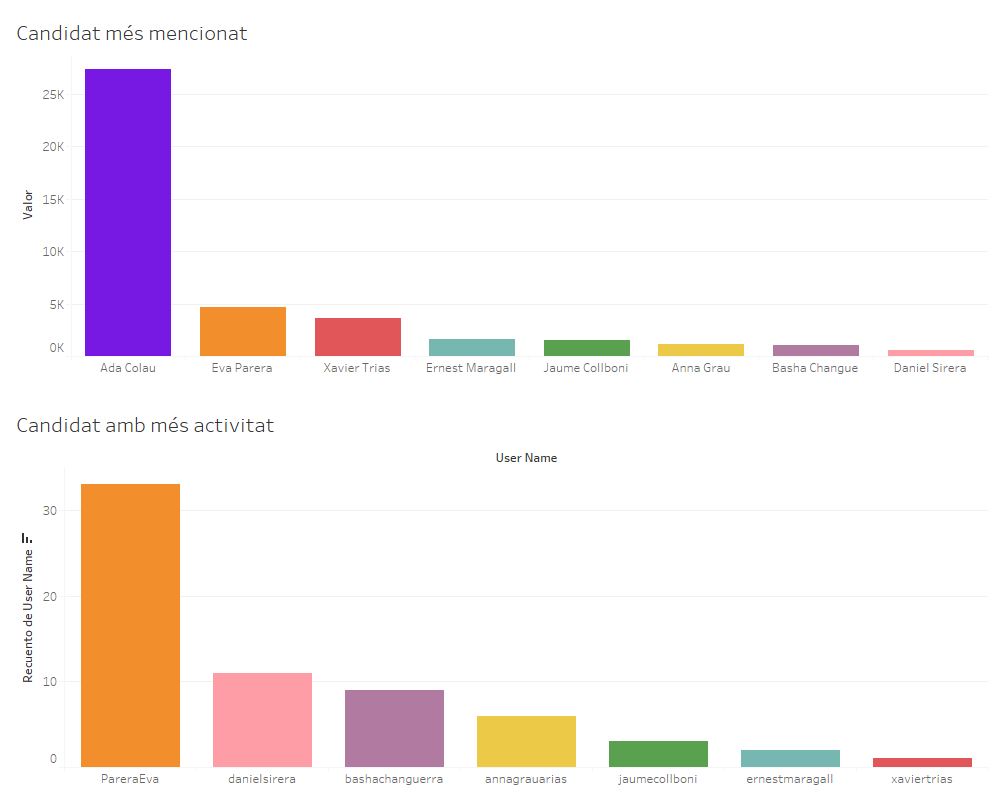 Candidat més mencionat
Valor
25K
20K
15K
10K
5K
0K
Ada Colau
Eva Parera
Xavier Trias
Ernest Maragall
Jaume Collboni
Anna Grau
Basha Changue
Daniel Sirera
Candidat amb més activitat
User Name
Recuento de User Name
30
20
10
0
PareraEva
danielsirera
bashachanguerra
annagrauarias
jaumecollboni
ernestmaragall
xaviertrias